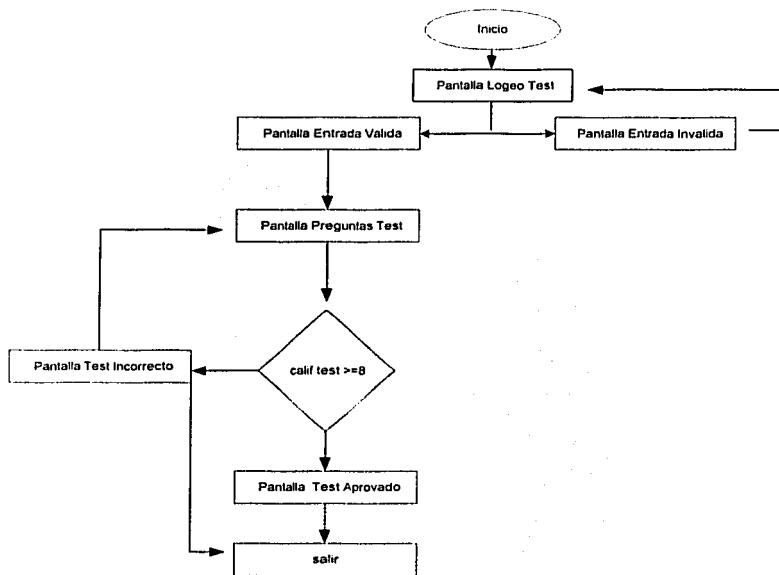 Inicio
Pantalla Logeo Test
Pantalla Entrada Valida
Pantalla Entrada Invalida
Pantalla Preguntas Test
Pantalla Test Incorrecto
calif test >=8
Pantalla Test Aprovado
salir